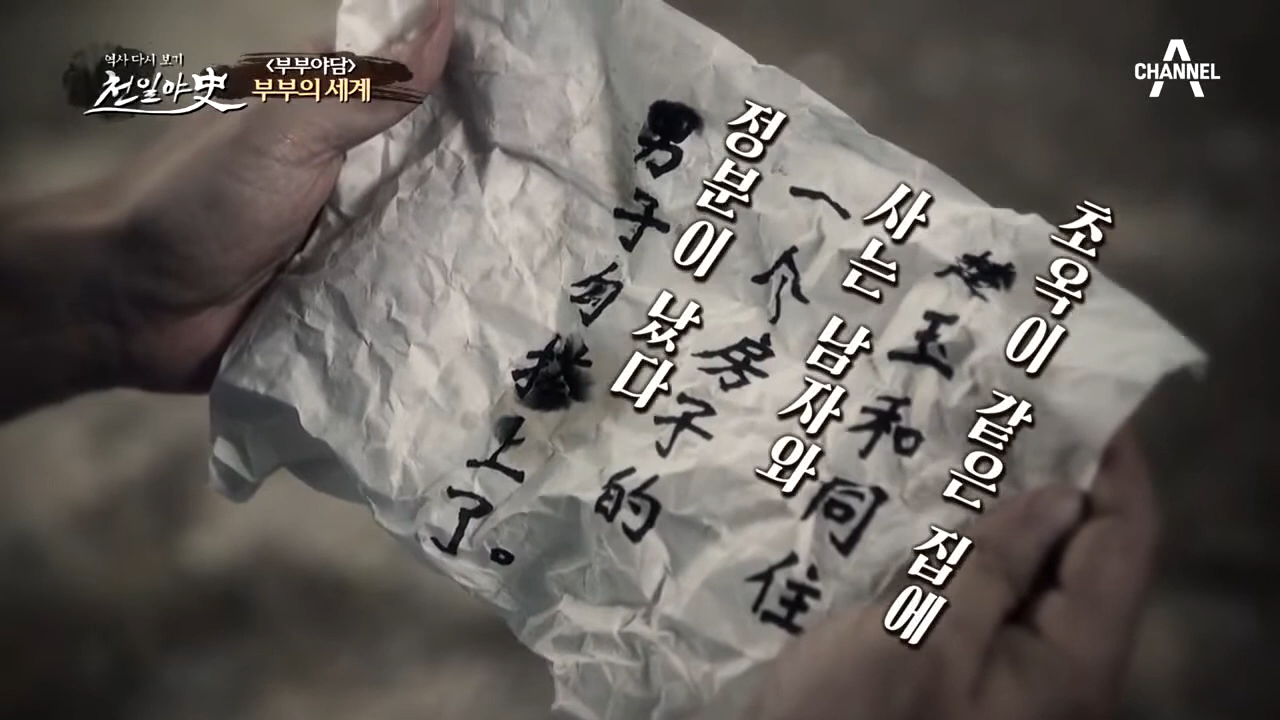 역사 다시 보기
천일야史
<부부야담>
부부의 세계
CHANNEL A
초옥이 같은 집에
사는 남자와
정분이 났다
楚玉和同住
一个房子的
男子勾搭上了。